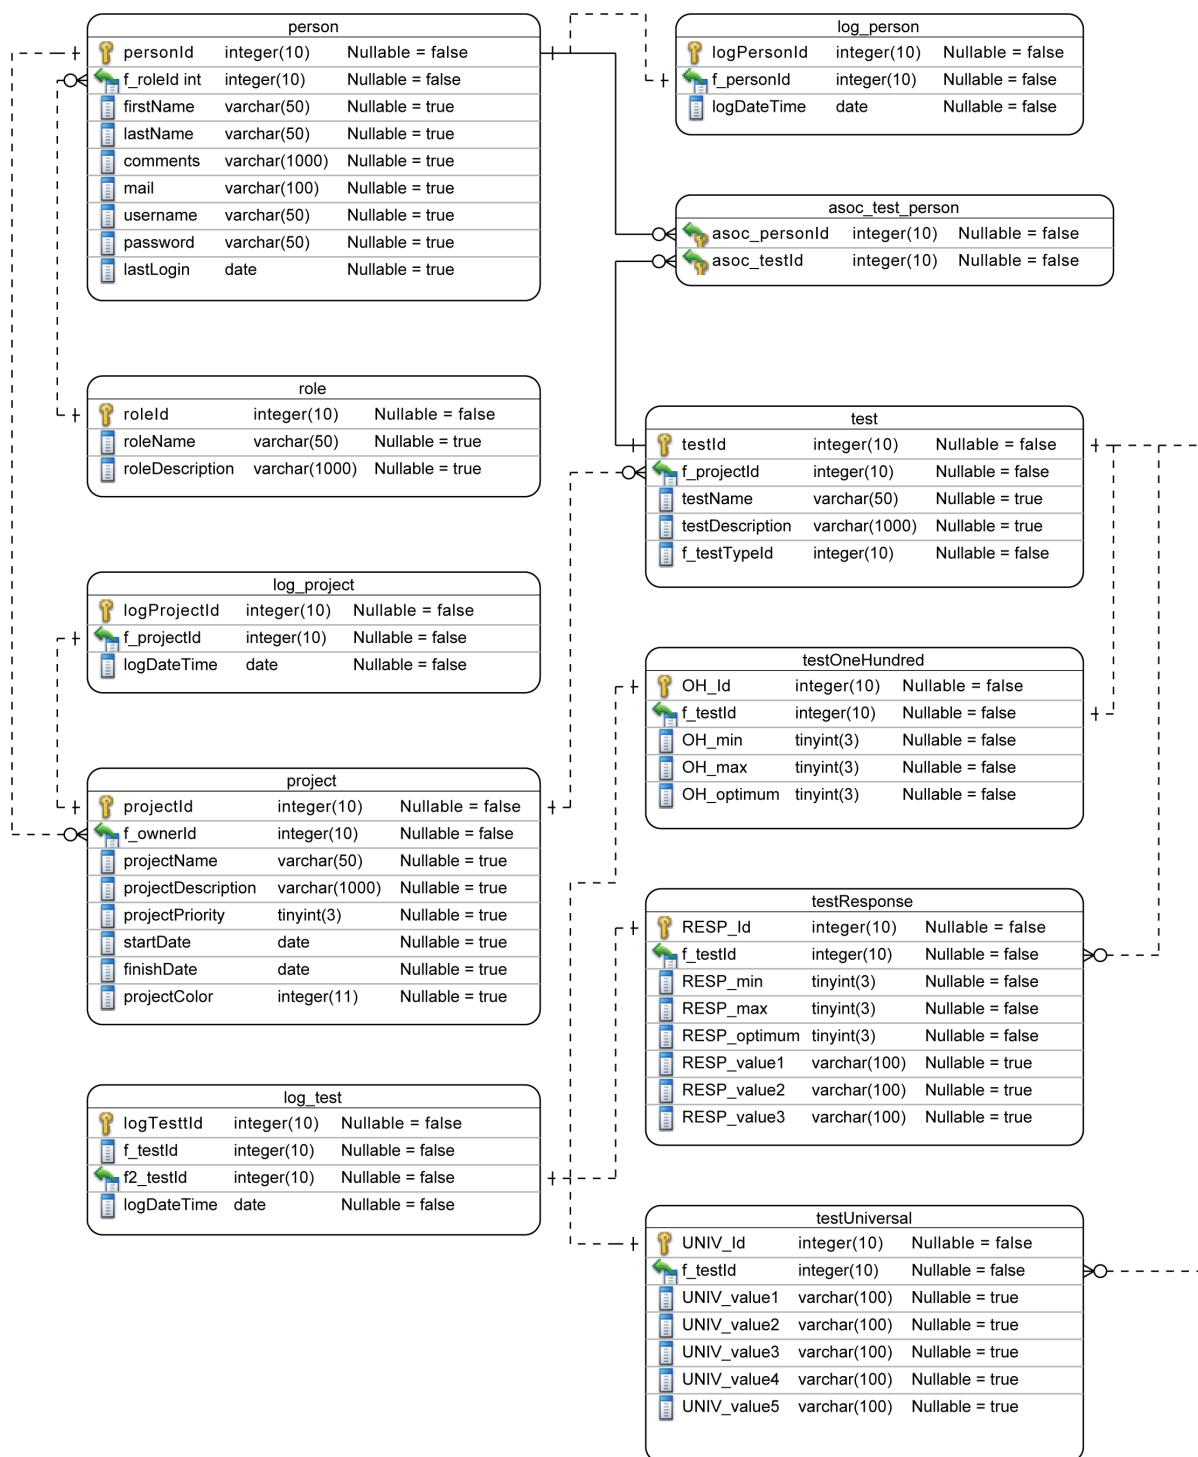 person
personId integer(10) Nullable = false
f_roleId int integer(10) Nullable = false
firstName varchar(50) Nullable = true
lastName varchar(50) Nullable = true
comments varchar(1000) Nullable = true
mail varchar(100) Nullable = true
username varchar(50) Nullable = true
password varchar(50) Nullable = true
lastLogin date Nullable = true
log_person
logPersonId integer(10) Nullable = false
f_personId integer(10) Nullable = false
logDateTime date Nullable = false
asoc_test_person
asoc_personId integer(10) Nullable = false
asoc_testId integer(10) Nullable = false
role
roleId integer(10) Nullable = false
roleName varchar(50) Nullable = true
roleDescription varchar(1000) Nullable = true
test
testId integer(10) Nullable = false
f_projectId integer(10) Nullable = false
testName varchar(50) Nullable = true
testDescription varchar(1000) Nullable = true
f_testTypeId integer(10) Nullable = false
log_project
logProjectId integer(10) Nullable = false
f_projectId integer(10) Nullable = false
logDateTime date Nullable = false
testOneHundred
OH_Id integer(10) Nullable = false
f_testId integer(10) Nullable = false
OH_min tinyint(3) Nullable = false
OH_max tinyint(3) Nullable = false
OH_optimum tinyint(3) Nullable = false
project
projectId integer(10) Nullable = false
f_ownerId integer(10) Nullable = false
projectName varchar(50) Nullable = true
projectDescription varchar(1000) Nullable = true
projectPriority tinyint(3) Nullable = true
startDate date Nullable = true
finishDate date Nullable = true
projectColor integer(11) Nullable = true
testResponse
RESP_Id integer(10) Nullable = false
f_testId integer(10) Nullable = false
RESP_min tinyint(3) Nullable = false
RESP_max tinyint(3) Nullable = false
RESP_optimum tinyint(3) Nullable = false
RESP_value1 varchar(100) Nullable = true
RESP_value2 varchar(100) Nullable = true
RESP_value3 varchar(100) Nullable = true
log_test
logTesttId integer(10) Nullable = false
f_testId integer(10) Nullable = false
f2_testId integer(10) Nullable = false
logDateTime date Nullable = false
testUniversal
UNIV_Id integer(10) Nullable = false
f_testId integer(10) Nullable = false
UNIV_value1 varchar(100) Nullable = true
UNIV_value2 varchar(100) Nullable = true
UNIV_value3 varchar(100) Nullable = true
UNIV_value4 varchar(100) Nullable = true
UNIV_value5 varchar(100) Nullable = true